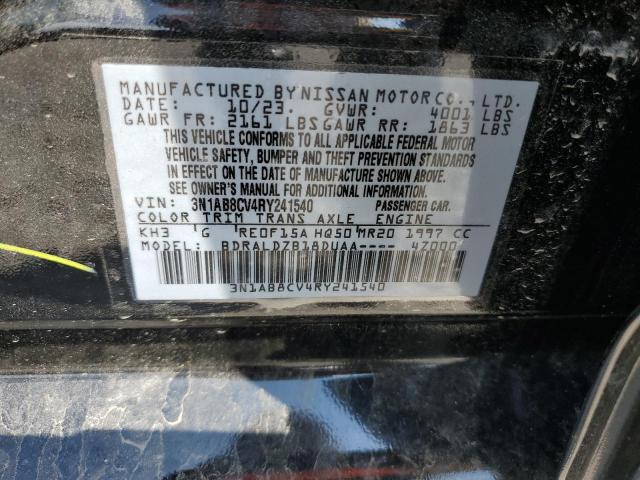 MANUFACTURED BY NISSAN MOTOR CO., LTD.
DATE: 10/23. GVWR: 4001 LBS
GAWR FR: 2161 LBS GAWR RR: 1863 LBS
THIS VEHICLE CONFORMS TO ALL APPLICABLE FEDERAL MOTOR
VEHICLE SAFETY, BUMPER AND THEFT PREVENTION STANDARDS
IN EFFECT ON THE DATE OF MANUFACTURE SHOWN ABOVE.
SEE OWNER'S MANUAL FOR ADDITIONAL INFORMATION.
VIN: 3N1AB8CV4RY241540 PASSENGER CAR.
COLOR TRIM TRANS AXLE ENGINE
KH3 G RE0F15A HQ50 MR20 1997 CC
MODEL BDRALDZB18DUAA---- 4Z000
3N1AB8CV4RY241540